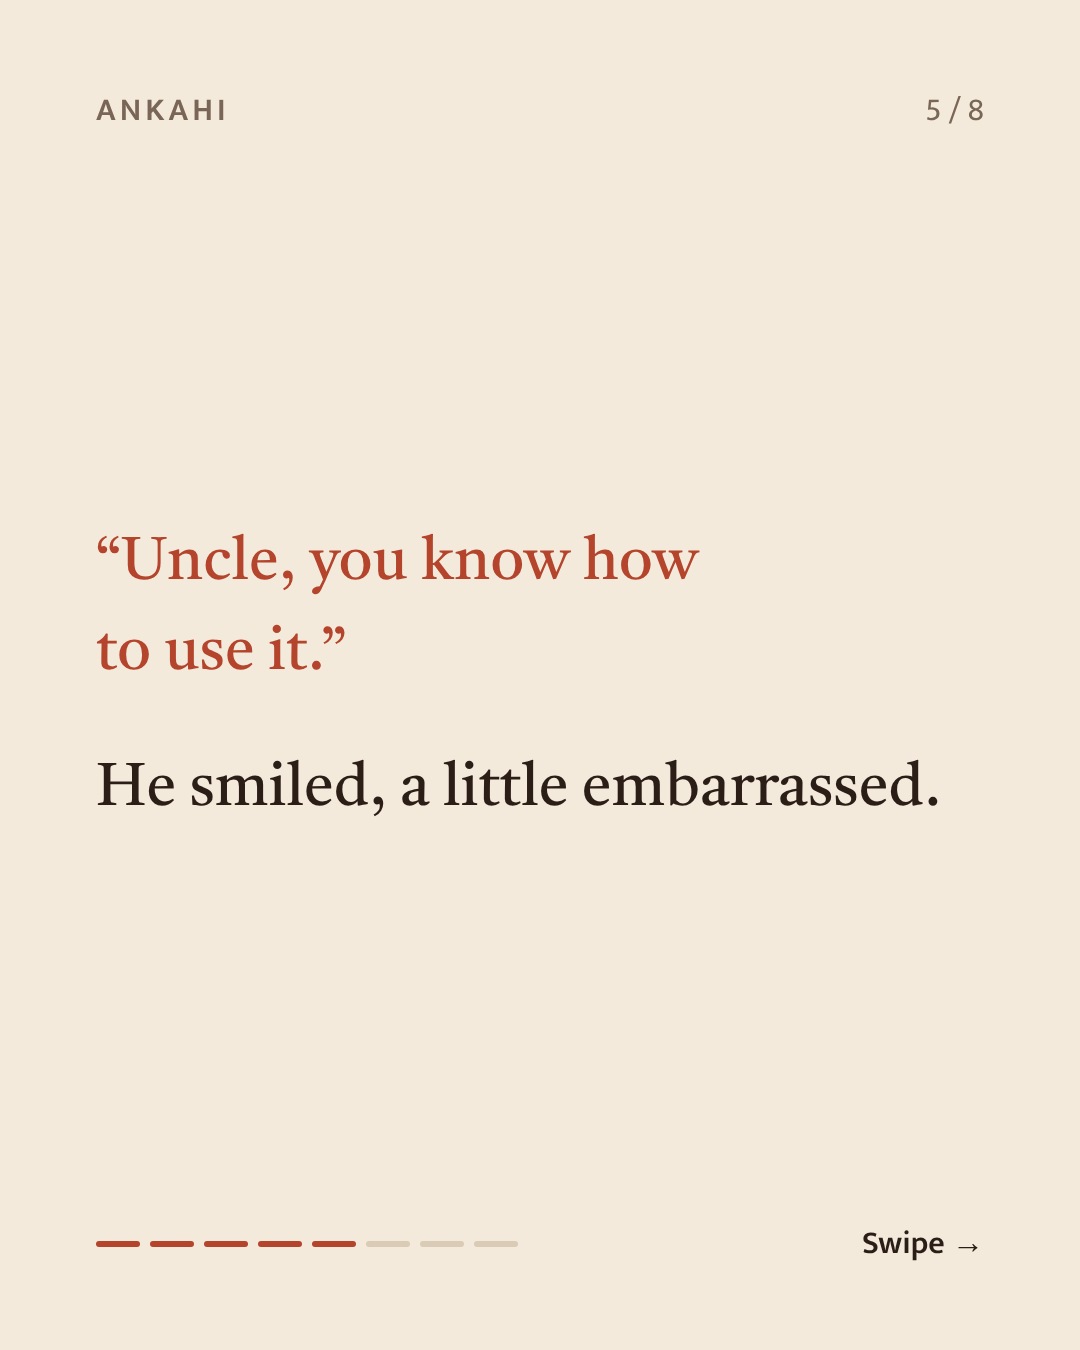 ANKAHI
5 / 8
“Uncle, you know how
to use it.”
He smiled, a little embarrassed.
Swipe →